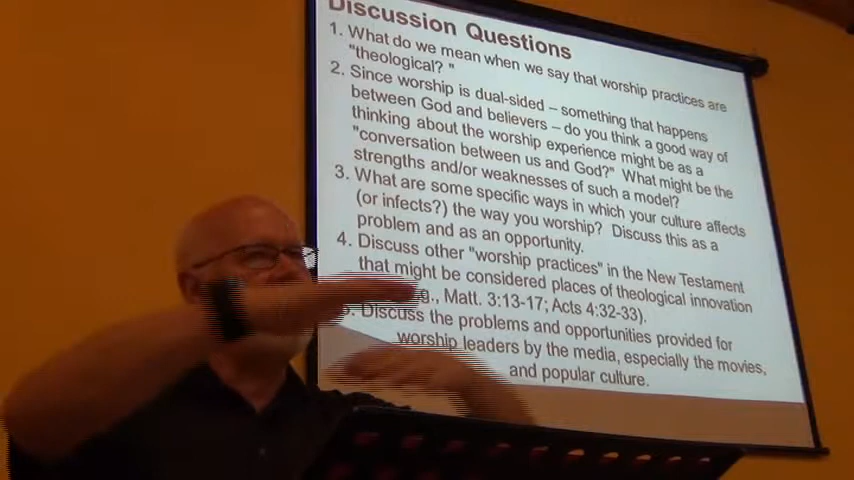 Discussion Questions
1. What do we mean when we say that worship practices are
"theological? "
2. Since worship is dual-sided – something that happens
between God and believers – do you think a good way of
thinking about the worship experience might be as a
"conversation between us and God?" What might be the
strengths and/or weaknesses of such a model?
3. What are some specific ways in which your culture affects
(or infects?) the way you worship? Discuss this as a
problem and as an opportunity.
4. Discuss other "worship practices" in the New Testament
that might be considered places of theological innovation
Matt. 3:13-17; Acts 4:32-33).
Discuss the problems and opportunities provided for
worship leaders by the media, especially the movies,
and popular culture.